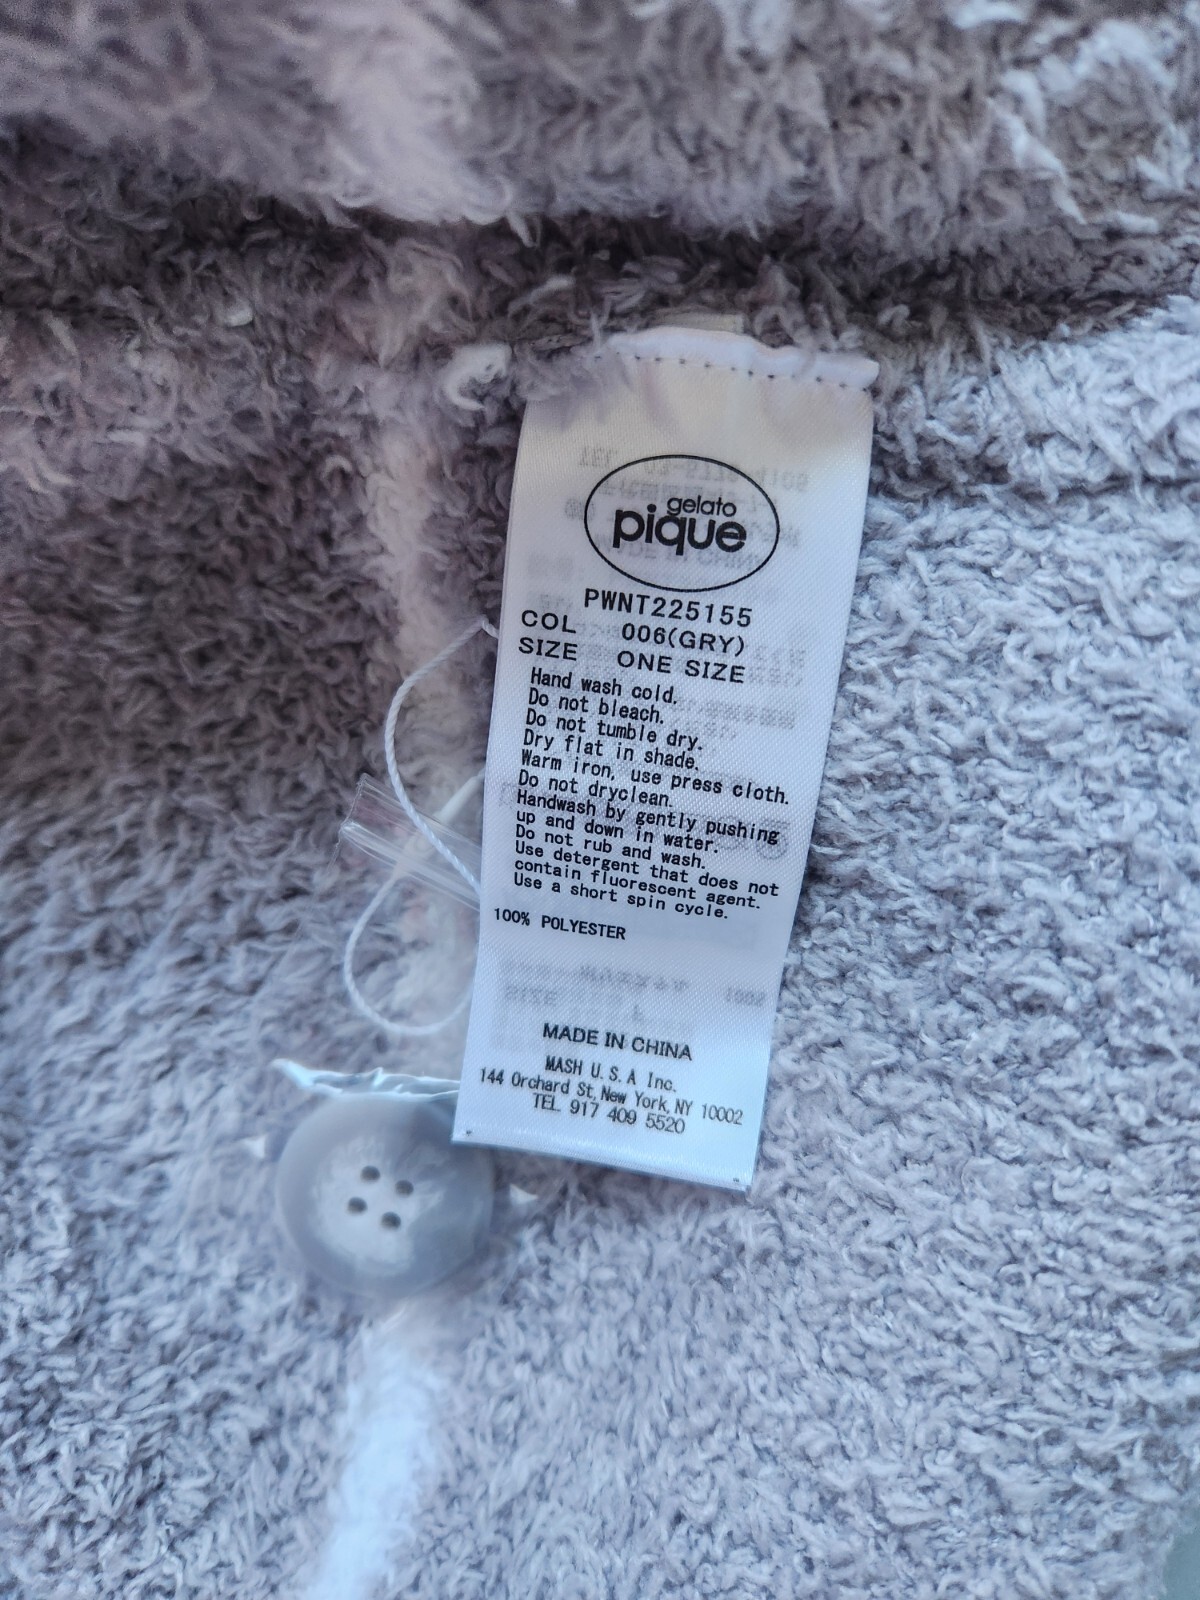 gelato
pique
PWNT225155
COL 006(GRY)
SIZE ONE SIZE
Hand wash cold.
Do not bleach.
Do not tumble dry.
Dry flat in shade.
Warm iron, use press cloth.
Do not dryclean.
Handwash by gently pushing
up and down in water.
Do not rub and wash.
Use detergent that does not
contain fluorescent agent.
Use a short spin cycle.
100% POLYESTER
MADE IN CHINA
MASH U.S.A Inc.
144 Orchard St, New York, NY 10002
TEL 917 409 5520